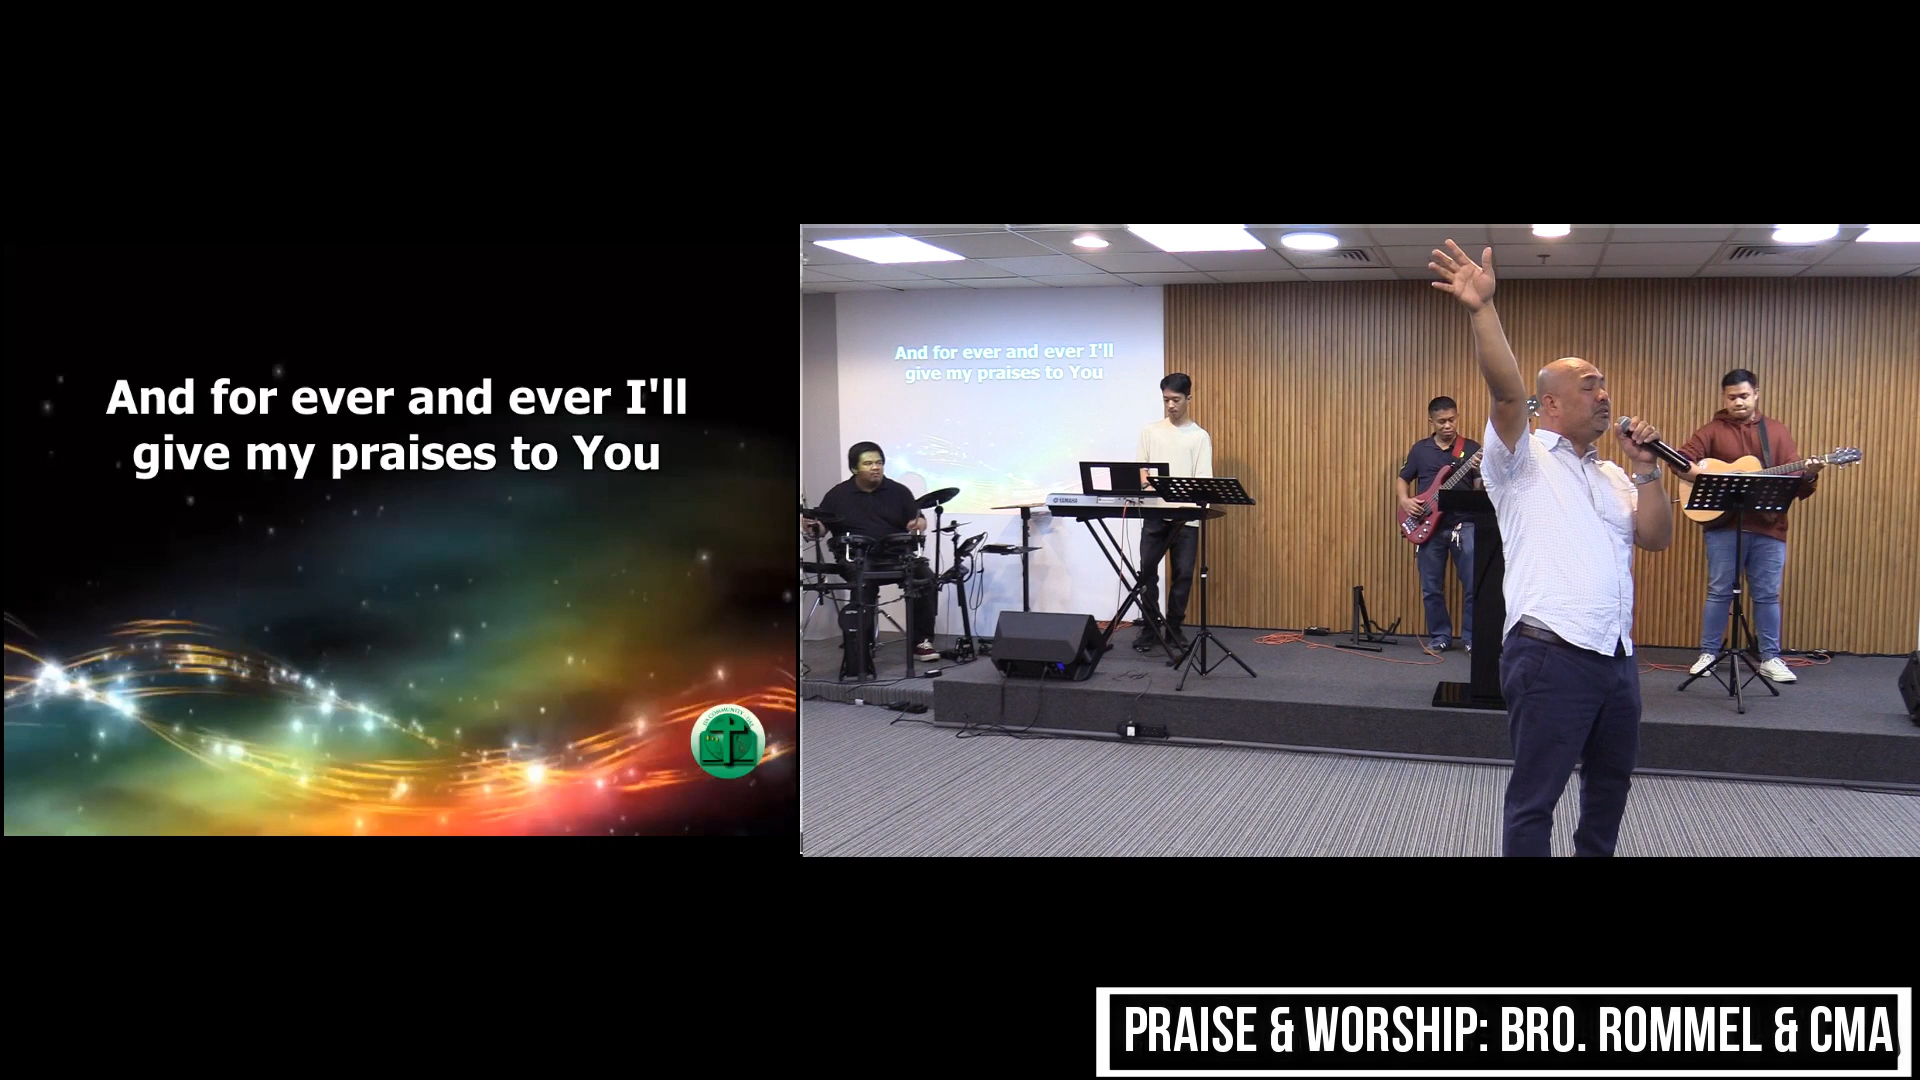 And for ever and ever I'll
give my praises to You
And for ever and ever I'll
give my praises to You
YAMAHA
PRAISE & WORSHIP: BRO. ROMMEL & CMA